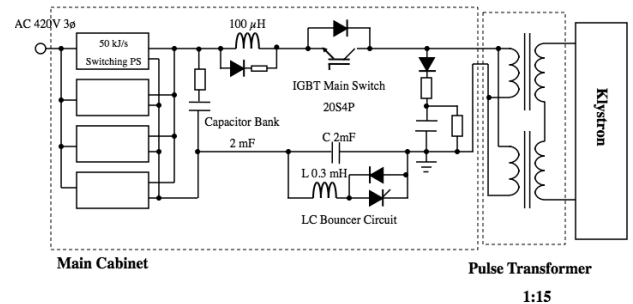 AC 420V 3ø
100 µH
50 kJ/s
Switching PS
IGBT Main Switch
20S4P
Capacitor Bank
2 mF
C 2mF
L 0.3 mH
LC Bouncer Circuit
Klystron
Main Cabinet
Pulse Transformer
1:15